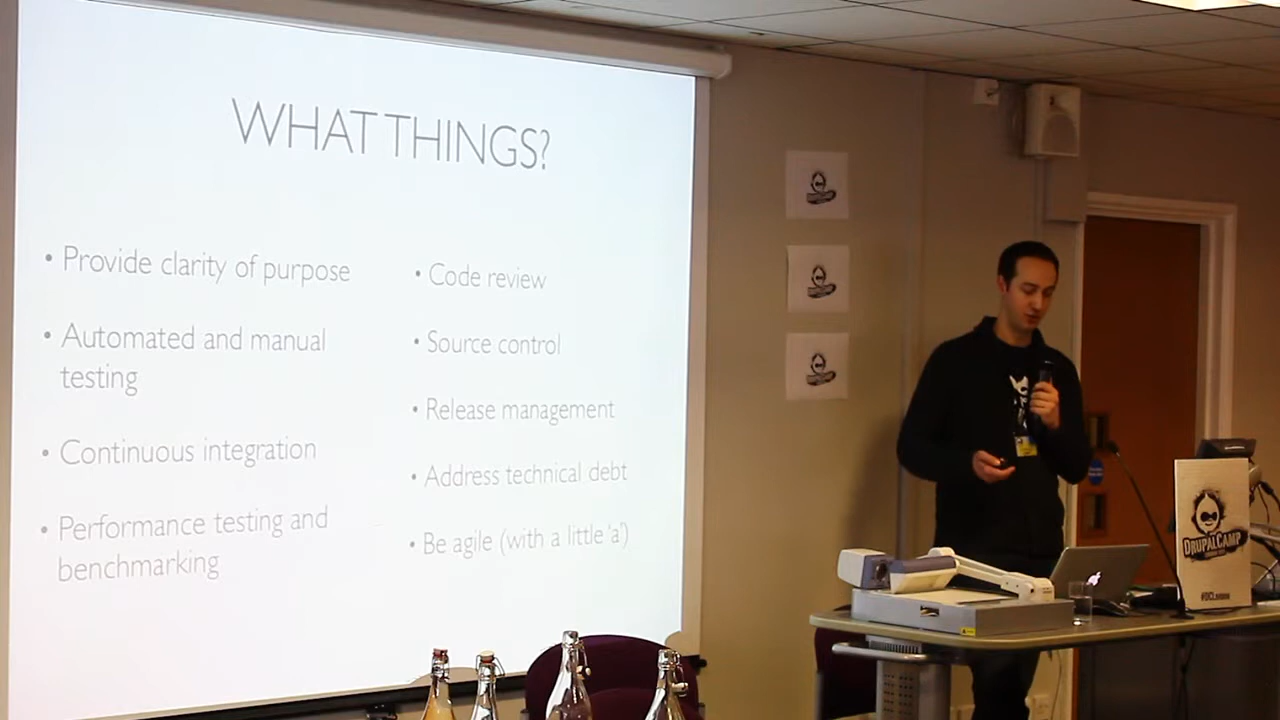 WHAT THINGS?
• Provide clarity of purpose
• Automated and manual
testing
• Continuous integration
• Performance testing and
benchmarking
• Code review
• Source control
• Release management
• Address technical debt
• Be agile (with a little 'a')
DRUPALCAMP